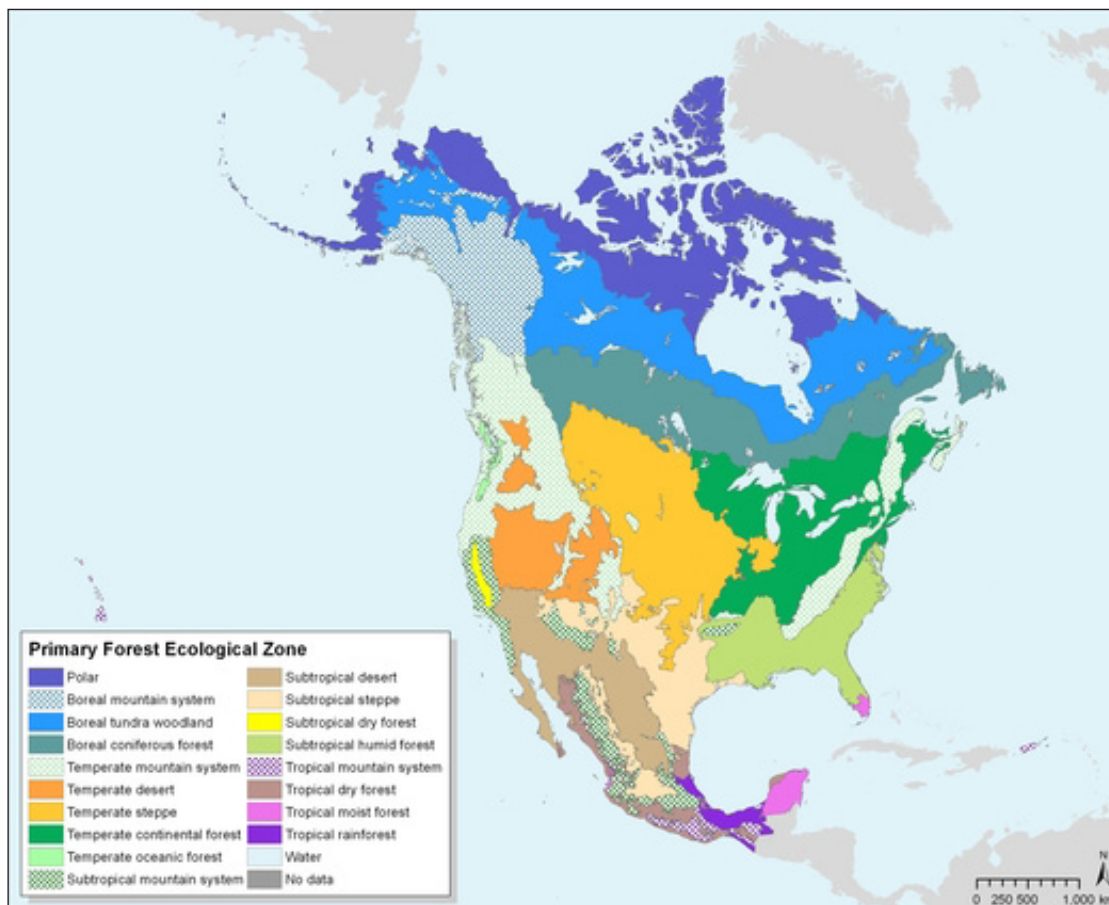 Primary Forest Ecological Zone
Polar
Boreal mountain system
Boreal tundra woodland
Boreal coniferous forest
Temperate mountain system
Temperate desert
Temperate steppe
Temperate continental forest
Temperate oceanic forest
Subtropical mountain system
Subtropical desert
Subtropical steppe
Subtropical dry forest
Subtropical humid forest
Tropical mountain system
Tropical dry forest
Tropical moist forest
Tropical rainforest
Water
No data
N
0 250 500 1,000 km